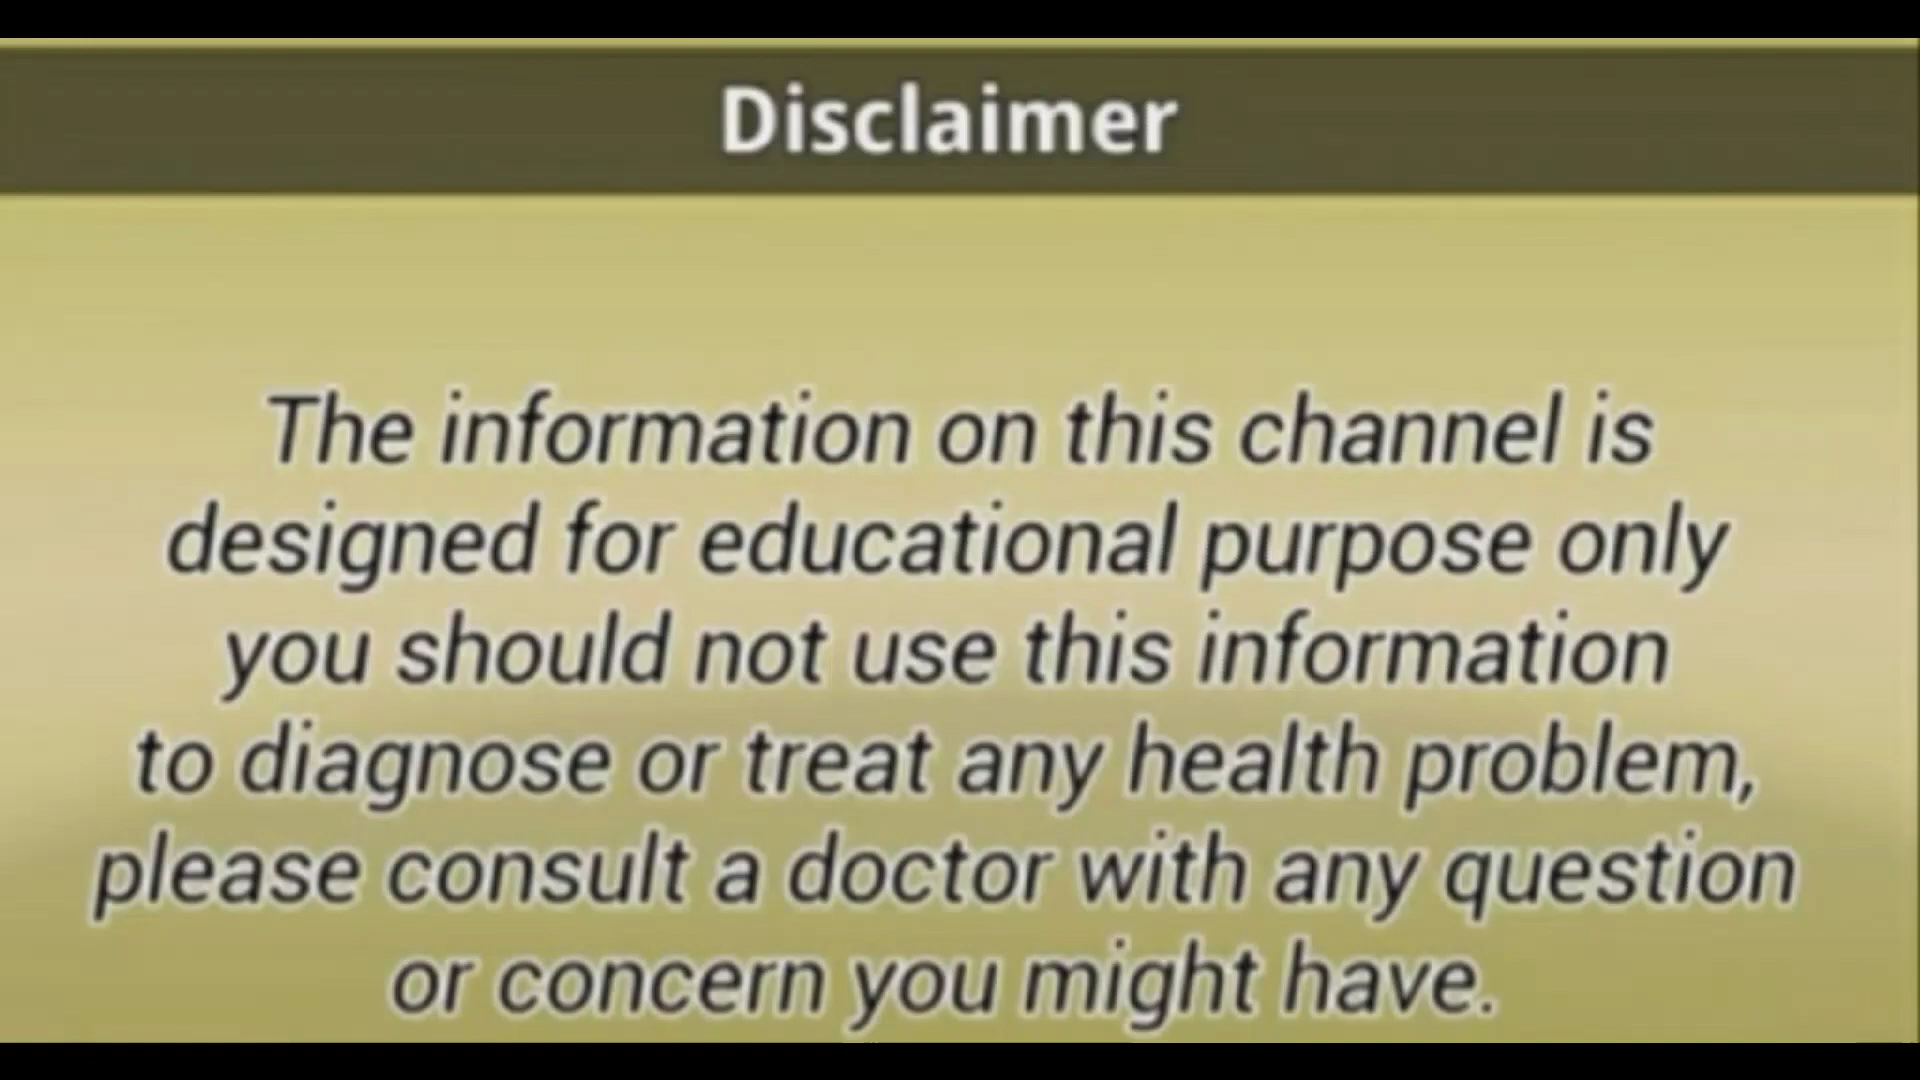 Disclaimer
The information on this channel is
designed for educational purpose only
you should not use this information
to diagnose or treat any health problem,
please consult a doctor with any question
or concern you might have.